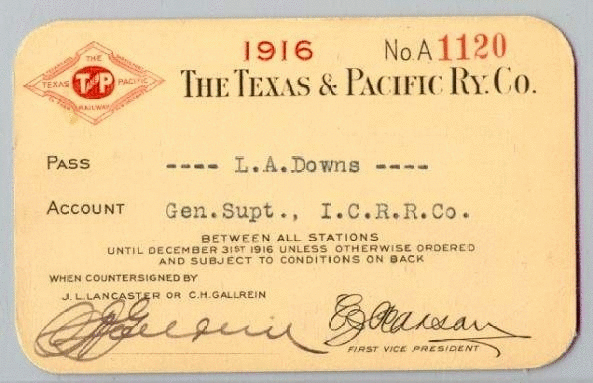 1916 No A 1120
THE TEXAS & PACIFIC RY. CO.
THE
TEXAS T&P PACIFIC
RAILWAY
PASS ---- L.A.Downs ----
ACCOUNT Gen.Supt., I.C.R.R.Co.
BETWEEN ALL STATIONS
UNTIL DECEMBER 31ST 1916 UNLESS OTHERWISE ORDERED
AND SUBJECT TO CONDITIONS ON BACK
WHEN COUNTERSIGNED BY
J. L. LANCASTER OR C. H. GALLREIN
FIRST VICE PRESIDENT